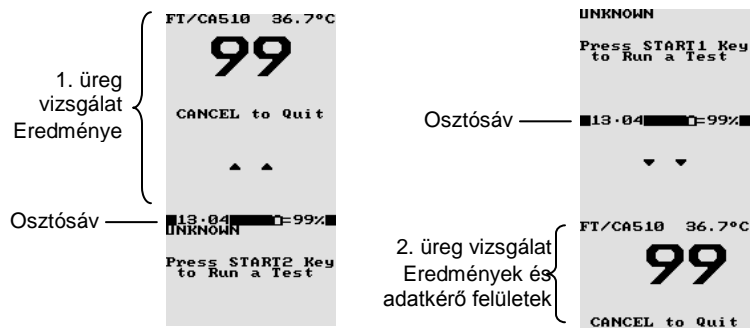 1. üreg
vizsgálat
Eredménye
Osztósáv
FT/CA510 36.7°C
99
CANCEL to Quit
13·04 =99%
UNKNOWN
Press START2 Key
to Run a Test
UNKNOWN
Press START1 Key
to Run a Test
Osztósáv
13·04 =99%
2. üreg vizsgálat
Eredmények és
adatkérő felületek
FT/CA510 36.7°C
99
CANCEL to Quit